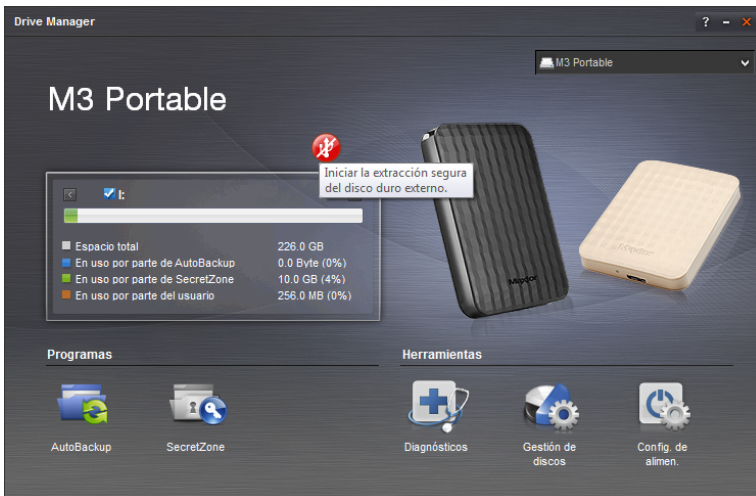 Drive Manager
? –
M3 Portable
M3 Portable
Iniciar la extracción segura
del disco duro externo.
I:
Espacio total 226.0 GB
En uso por parte de AutoBackup 0.0 Byte (0%)
En uso por parte de SecretZone 10.0 GB (4%)
En uso por parte del usuario 256.0 MB (0%)
Maxtor
Maxtor
Programas
Herramientas
AutoBackup
SecretZone
Diagnósticos
Gestión de
discos
Config. de
alimen.